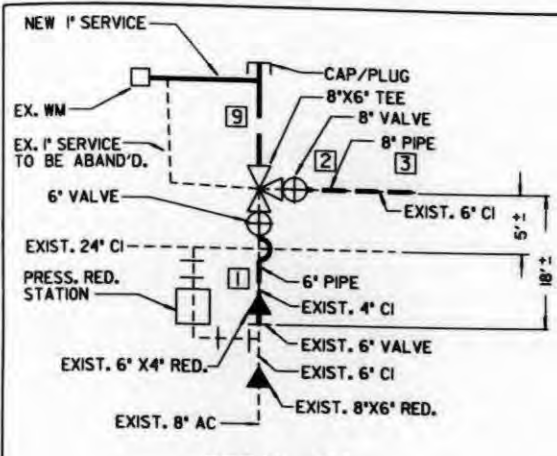 NEW 1" SERVICE
CAP/PLUG
8"X6" TEE
8" VALVE
8" PIPE
9
EX. WM
2
3
EX. 1" SERVICE
TO BE ABAND'D.
6" VALVE
EXIST. 6" CI
5'±
18'±
EXIST. 24" CI
PRESS. RED.
STATION
1
6" PIPE
EXIST. 4" CI
EXIST. 6" VALVE
EXIST. 6" X4" RED.
EXIST. 6" CI
EXIST. 8"X6" RED.
EXIST. 8" AC